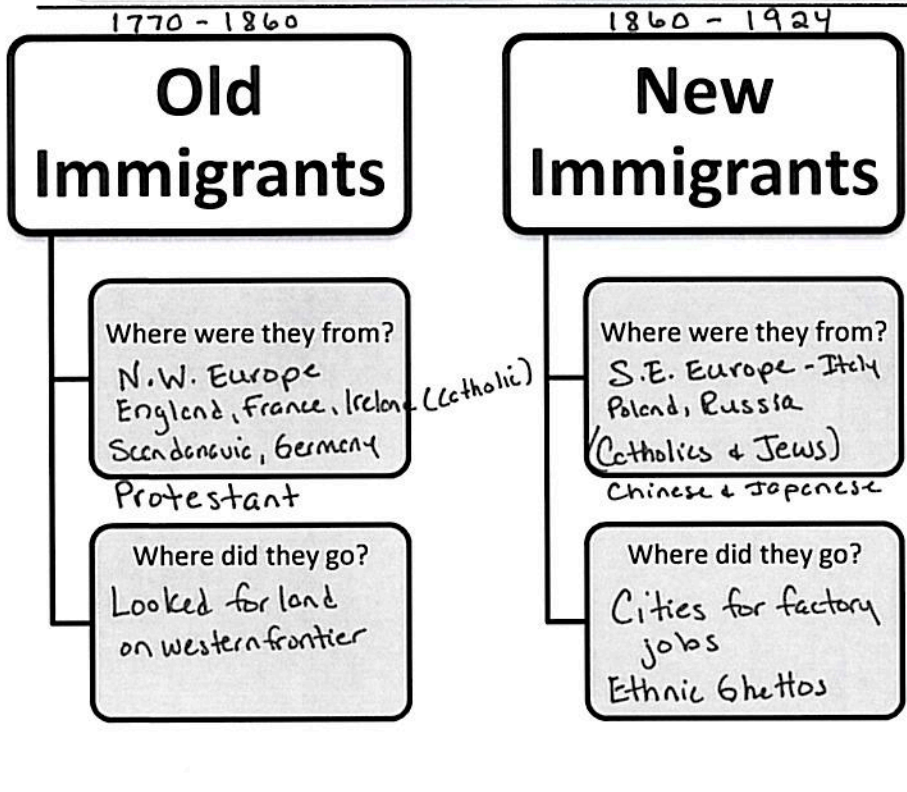 1770 - 1860
Old
Immigrants
Where were they from?
N.W. Europe
England, France, Ireland (Catholic)
Scandanavia, Germany
Protestant
Where did they go?
Looked for land
on western frontier
1860 - 1924
New
Immigrants
Where were they from?
S.E. Europe - Italy
Poland, Russia
(Catholics & Jews)
Chinese & Japanese
Where did they go?
Cities for factory
jobs
Ethnic Ghettos